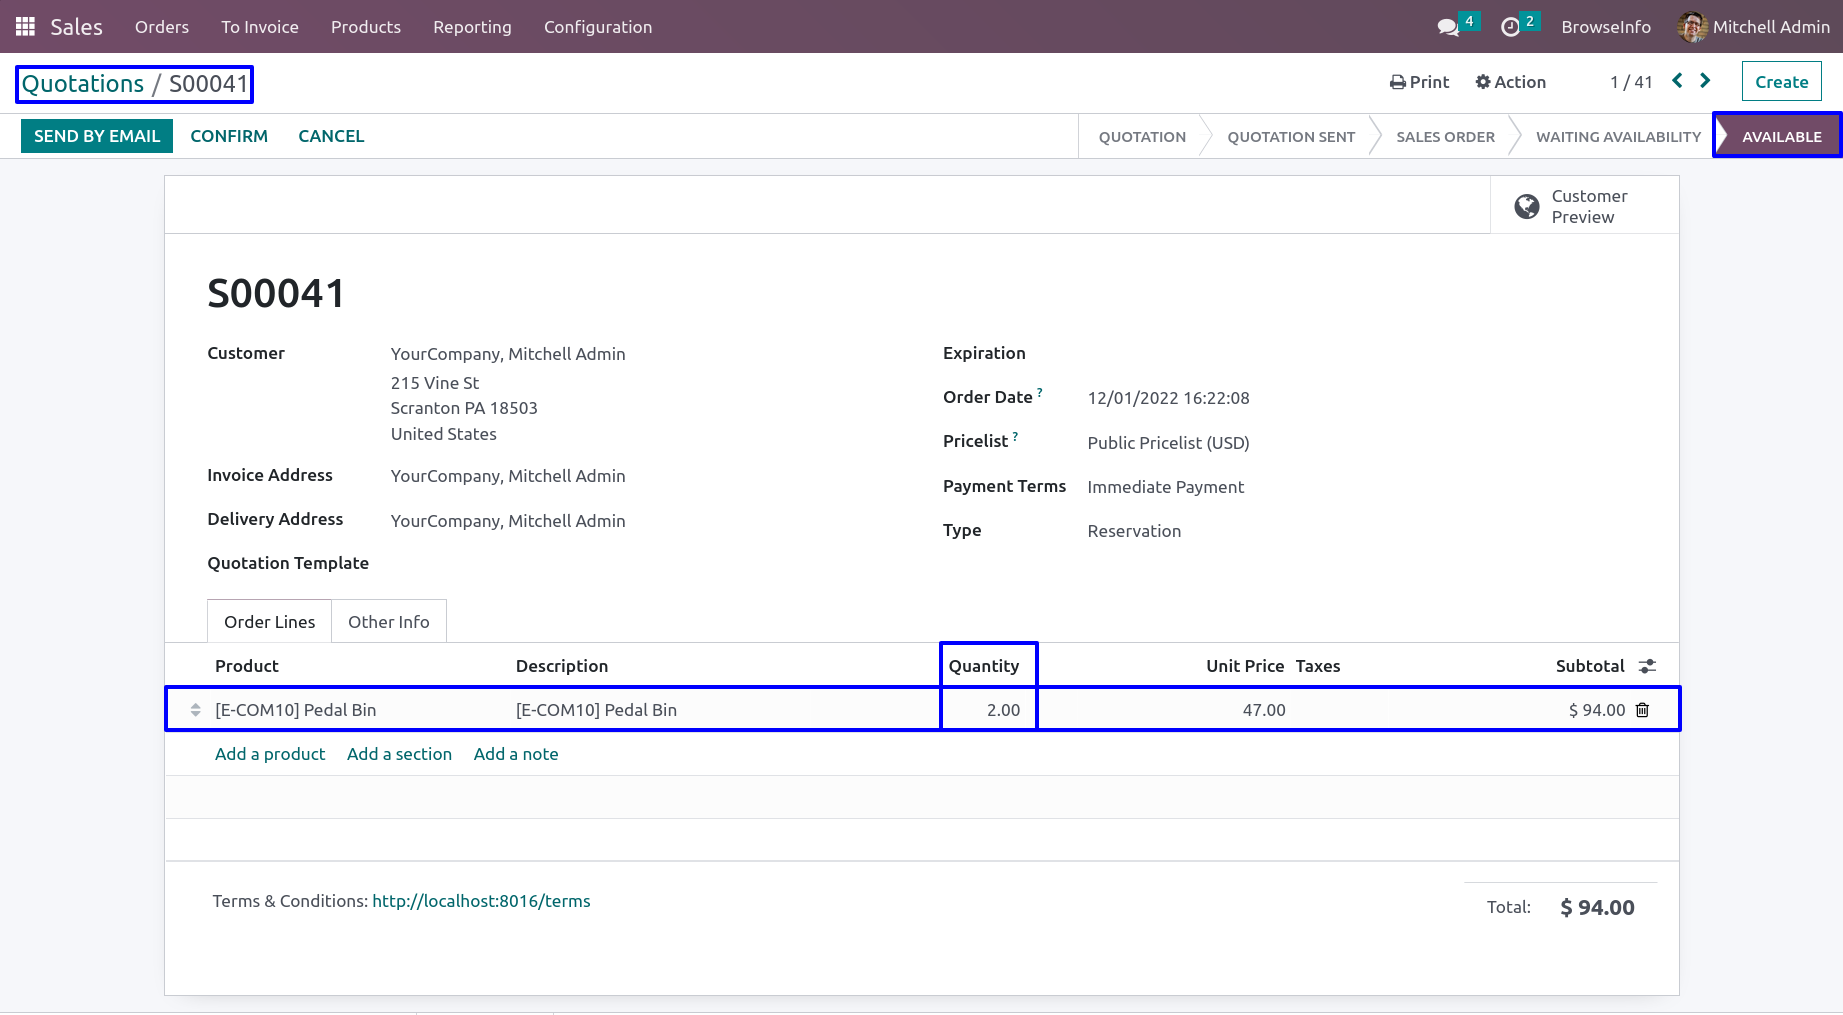 Sales Orders To Invoice Products Reporting Configuration 4 2 BrowseInfo Mitchell Admin
Quotations / S00041 Print Action 1 / 41 Create
SEND BY EMAIL CONFIRM CANCEL QUOTATION QUOTATION SENT SALES ORDER WAITING AVAILABILITY AVAILABLE
Customer
Preview
S00041
Customer YourCompany, Mitchell Admin Expiration
215 Vine St
Order Date ? 12/01/2022 16:22:08
Scranton PA 18503
United States Pricelist ? Public Pricelist (USD)
Invoice Address YourCompany, Mitchell Admin Payment Terms Immediate Payment
Delivery Address YourCompany, Mitchell Admin Type Reservation
Quotation Template
Order Lines Other Info
Product Description Quantity Unit Price Taxes Subtotal
[E-COM10] Pedal Bin [E-COM10] Pedal Bin 2.00 47.00 $ 94.00
Add a product Add a section Add a note
Terms & Conditions: http://localhost:8016/terms Total: $ 94.00